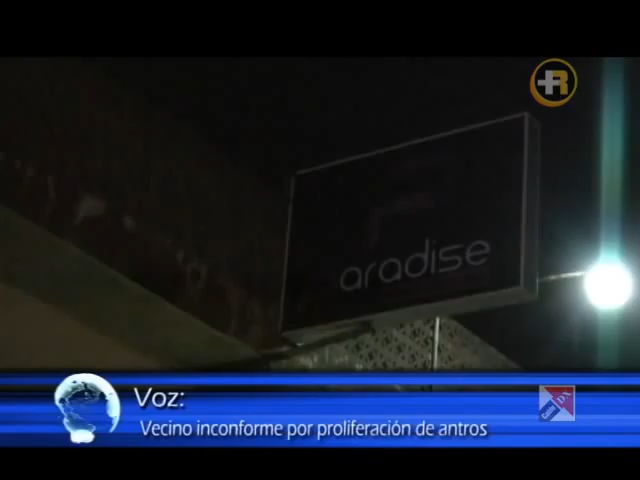 +R
aradise
Voz:
Vecino inconforme por proliferación de antros